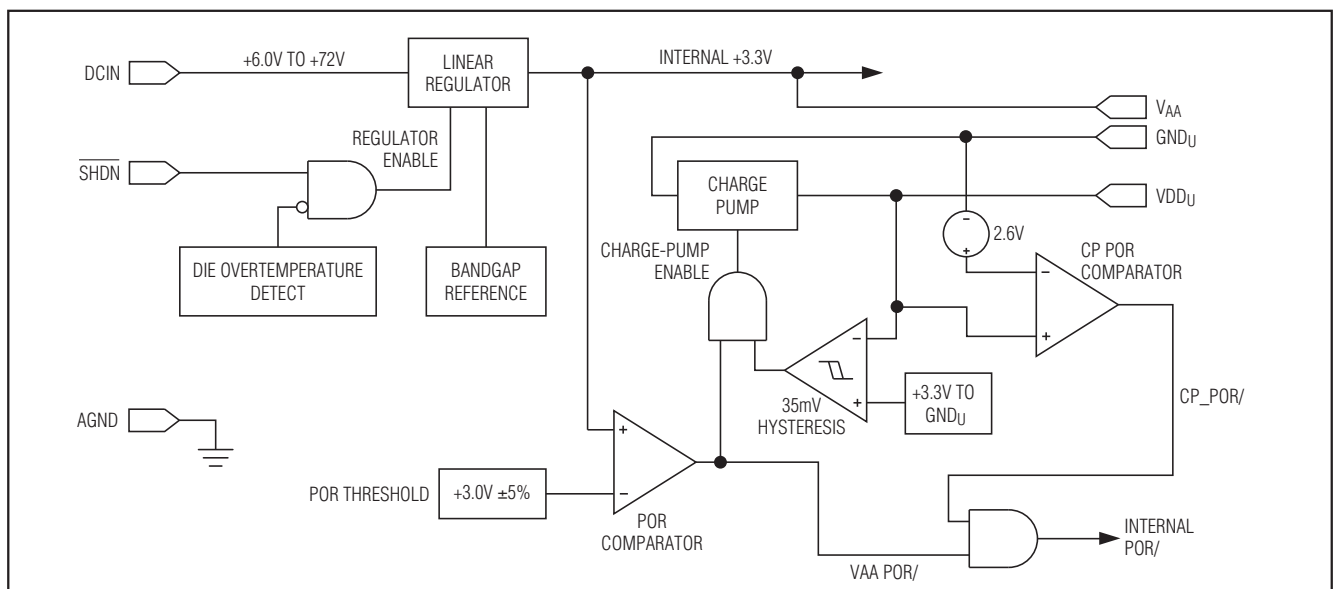 DCIN
+6.0V TO +72V
LINEAR
REGULATOR
INTERNAL +3.3V
VAA
GNDU
VDDU
SHDN
REGULATOR
ENABLE
DIE OVERTEMPERATURE
DETECT
BANDGAP
REFERENCE
CHARGE
PUMP
CHARGE-PUMP
ENABLE
-
+
2.6V
CP POR
COMPARATOR
-
+
-
+
35mV
HYSTERESIS
+3.3V TO
GNDU
CP_POR/
AGND
POR THRESHOLD
+3.0V ±5%
+
-
POR
COMPARATOR
VAA POR/
INTERNAL
POR/